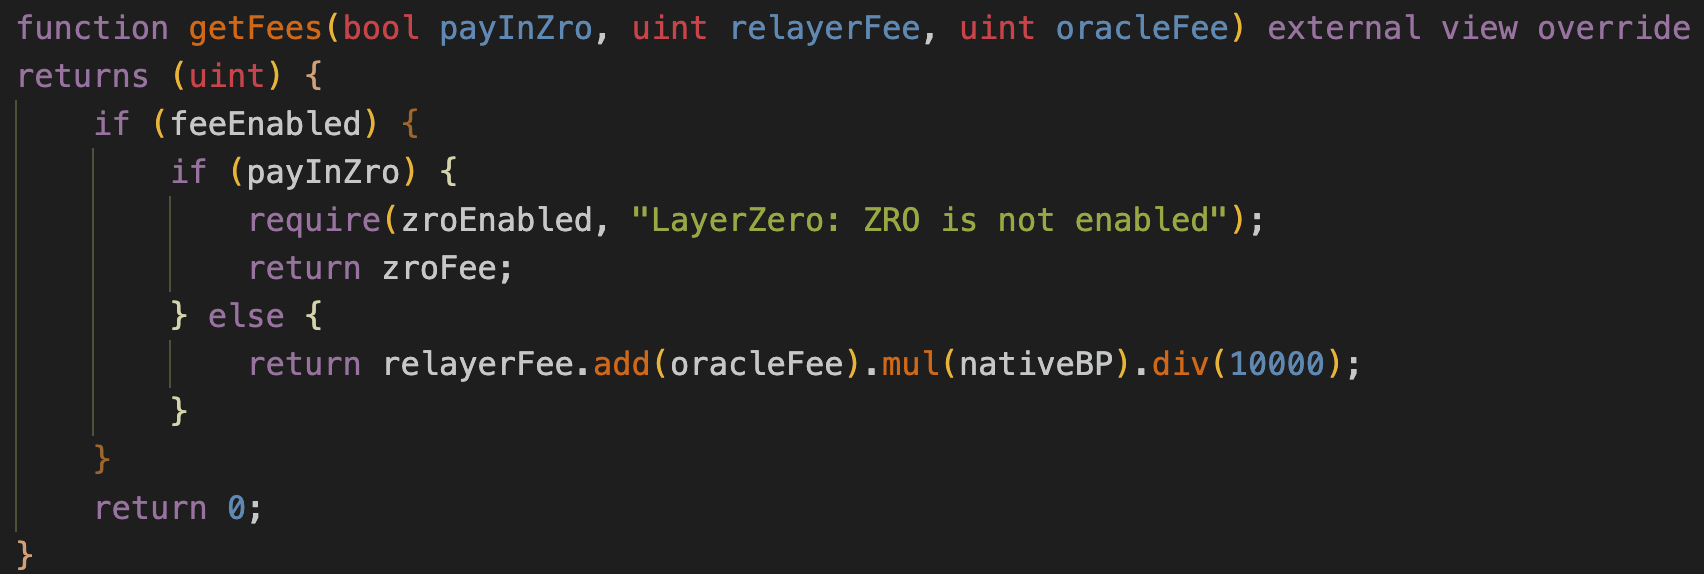 function getFees(bool payInZro, uint relayerFee, uint oracleFee) external view override
returns (uint) {
if (feeEnabled) {
if (payInZro) {
require(zroEnabled, "LayerZero: ZRO is not enabled");
return zroFee;
} else {
return relayerFee.add(oracleFee).mul(nativeBP).div(10000);
}
}
return 0;
}